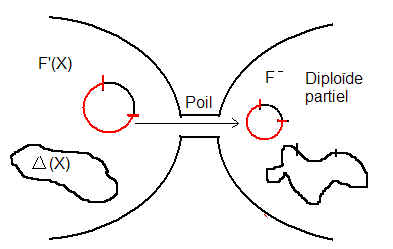 F'(X)
Poil
F⁻
Diploïde
partiel
△(X)